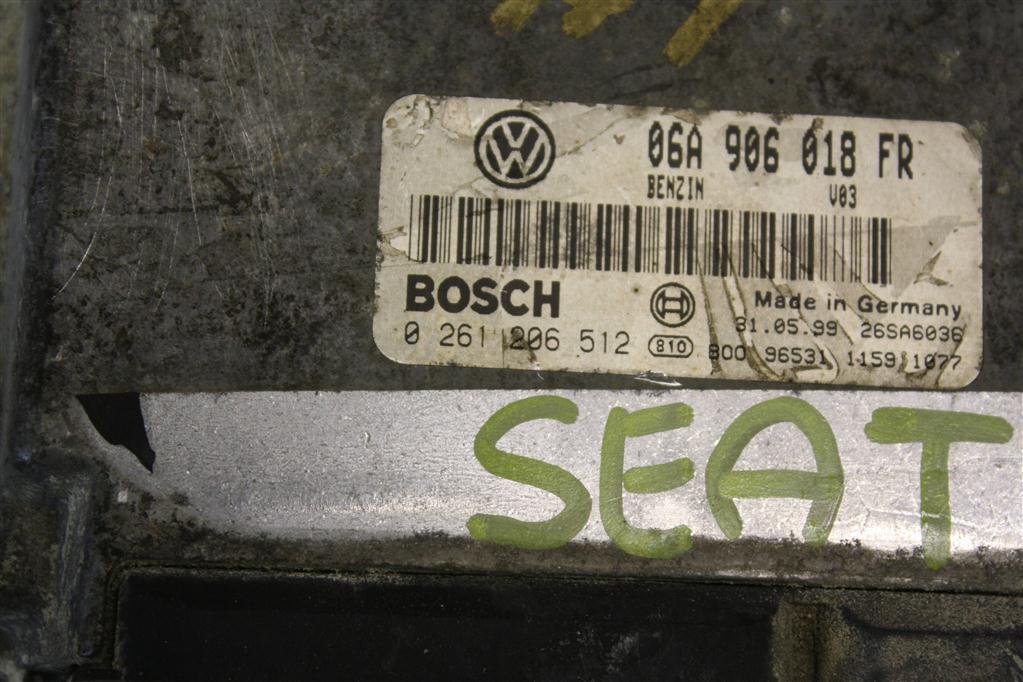 06A 906 018 FR
BENZIN V03
BOSCH Made in Germany
31.05.99 26SA6036
0 261 206 512 810 800 96531 1159 1077
SEAT